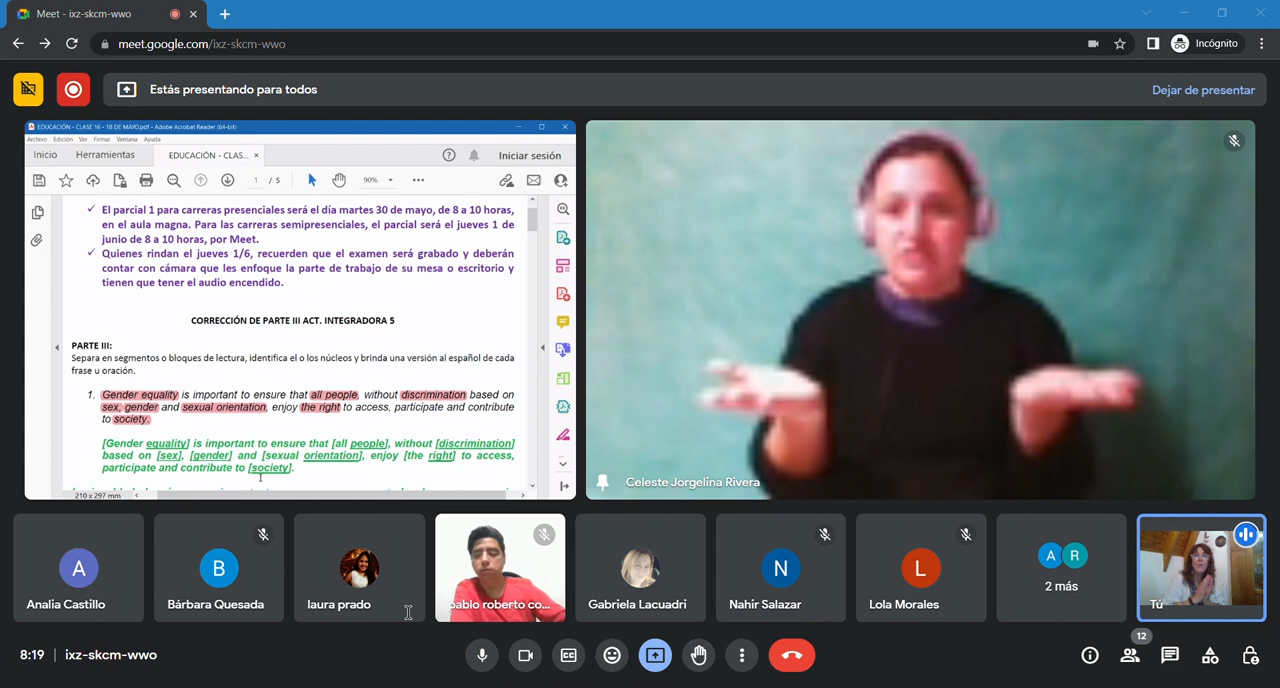 Meet - ixz-skcm-wwo
meet.google.com/ixz-skcm-wwo
Incógnito
Estás presentando para todos
Dejar de presentar
EDUCACIÓN - CLASE 16 - 18 DE MAYO.pdf - Adobe Acrobat Reader (64-bit)
Archivo Edición Ver Firmar Ventana Ayuda
Inicio Herramientas EDUCACIÓN - CLAS... Iniciar sesión
1 / 5 90%
✓ El parcial 1 para carreras presenciales será el día martes 30 de mayo, de 8 a 10 horas,
en el aula magna. Para las carreras semipresenciales, el parcial será el jueves 1 de
junio de 8 a 10 horas, por Meet.
✓ Quienes rindan el jueves 1/6, recuerden que el examen será grabado y deberán
contar con cámara que les enfoque la parte de trabajo de su mesa o escritorio y
tienen que tener el audio encendido.
CORRECCIÓN DE PARTE III ACT. INTEGRADORA 5
PARTE III:
Separa en segmentos o bloques de lectura, identifica el o los núcleos y brinda una versión al español de cada
frase u oración.
1. Gender equality is important to ensure that all people, without discrimination based on
sex, gender and sexual orientation, enjoy the right to access, participate and contribute
to society.
[Gender equality] is important to ensure that [all people], without [discrimination]
based on [sex], [gender] and [sexual orientation], enjoy [the right] to access,
participate and contribute to [society].
210 x 297 mm
Celeste Jorgelina Rivera
A
Analia Castillo
B
Bárbara Quesada
laura prado
pablo roberto co...
Gabriela Lacuadri
N
Nahir Salazar
L
Lola Morales
A R
2 más
Tú
8:19 | ixz-skcm-wwo
12